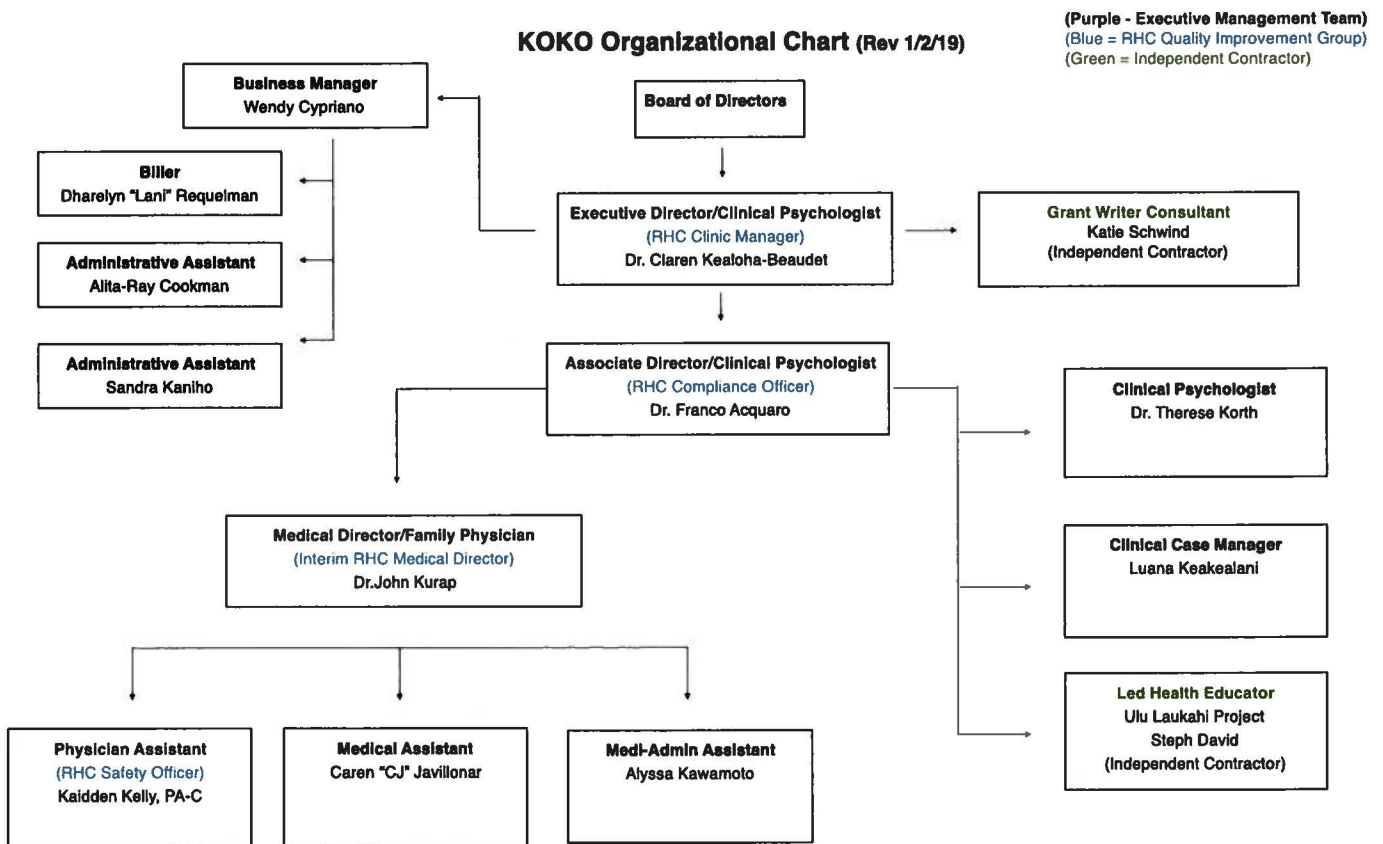 KOKO Organizational Chart (Rev 1/2/19)
(Purple - Executive Management Team)
(Blue = RHC Quality Improvement Group)
(Green = Independent Contractor)
Business Manager
Wendy Cypriano
Board of Directors
Biller
Dharelyn "Lani" Requelman
Executive Director/Clinical Psychologist
(RHC Clinic Manager)
Dr. Claren Kealoha-Beaudet
Grant Writer Consultant
Katie Schwind
(Independent Contractor)
Administrative Assistant
Alita-Ray Cookman
Administrative Assistant
Sandra Kaniho
Associate Director/Clinical Psychologist
(RHC Compliance Officer)
Dr. Franco Acquaro
Clinical Psychologist
Dr. Therese Korth
Medical Director/Family Physician
(Interim RHC Medical Director)
Dr.John Kurap
Clinical Case Manager
Luana Keakealani
Led Health Educator
Ulu Laukahi Project
Steph David
(Independent Contractor)
Physician Assistant
(RHC Safety Officer)
Kaidden Kelly, PA-C
Medical Assistant
Caren "CJ" Javillonar
Medi-Admin Assistant
Alyssa Kawamoto